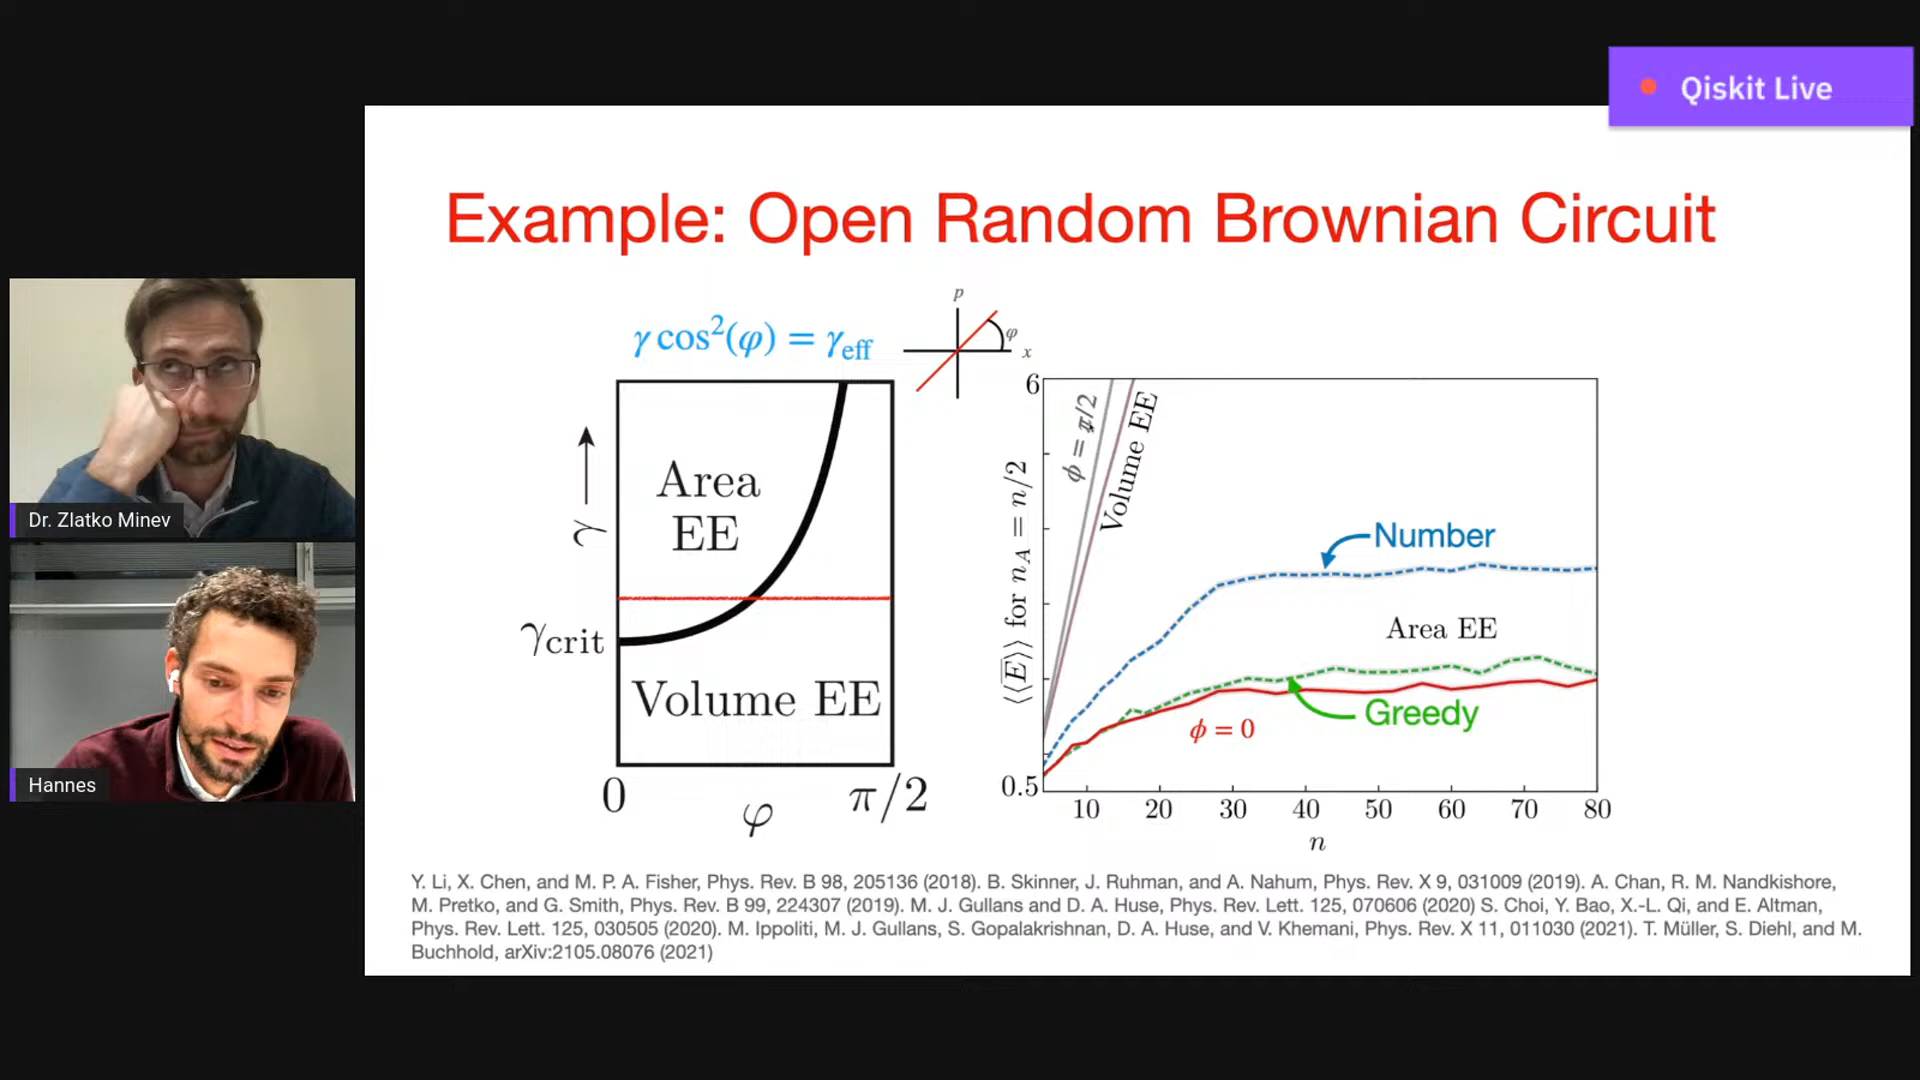 Qiskit Live
Example: Open Random Brownian Circuit
γ cos²(φ) = γeff
p
φ
x
γ
Area
EE
γcrit
Volume EE
0
φ
π/2
6
0.5
⟨⟨E̅⟩⟩ for nA = n/2
ϕ = π/2
Volume EE
Number
Area EE
Greedy
ϕ = 0
10 20 30 40 50 60 70 80
n
Y. Li, X. Chen, and M. P. A. Fisher, Phys. Rev. B 98, 205136 (2018). B. Skinner, J. Ruhman, and A. Nahum, Phys. Rev. X 9, 031009 (2019). A. Chan, R. M. Nandkishore,
M. Pretko, and G. Smith, Phys. Rev. B 99, 224307 (2019). M. J. Gullans and D. A. Huse, Phys. Rev. Lett. 125, 070606 (2020) S. Choi, Y. Bao, X.-L. Qi, and E. Altman,
Phys. Rev. Lett. 125, 030505 (2020). M. Ippoliti, M. J. Gullans, S. Gopalakrishnan, D. A. Huse, and V. Khemani, Phys. Rev. X 11, 011030 (2021). T. Müller, S. Diehl, and M.
Buchhold, arXiv:2105.08076 (2021)
Dr. Zlatko Minev
Hannes